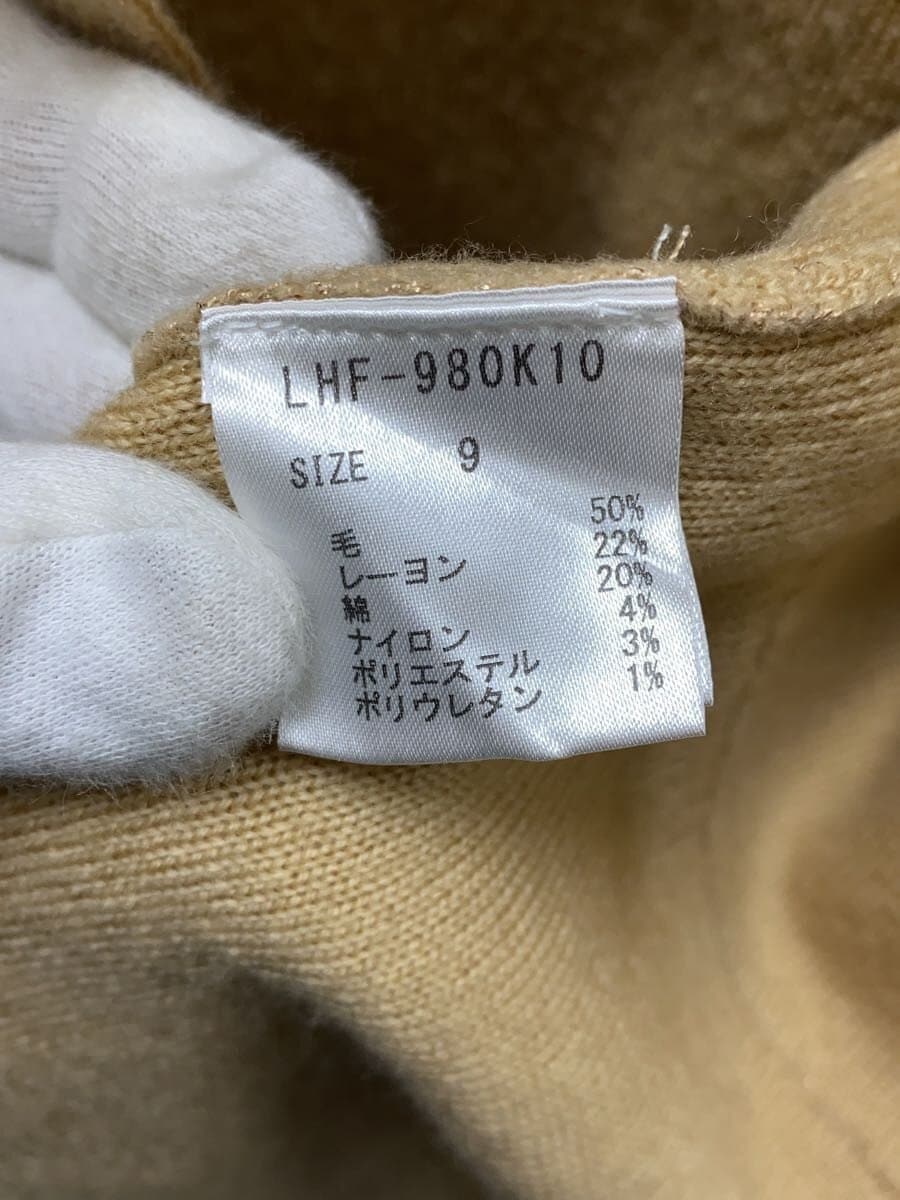 LHF-980K10
SIZE 9
毛 50%
レーヨン 22%
綿 20%
ナイロン 4%
ポリエステル 3%
ポリウレタン 1%